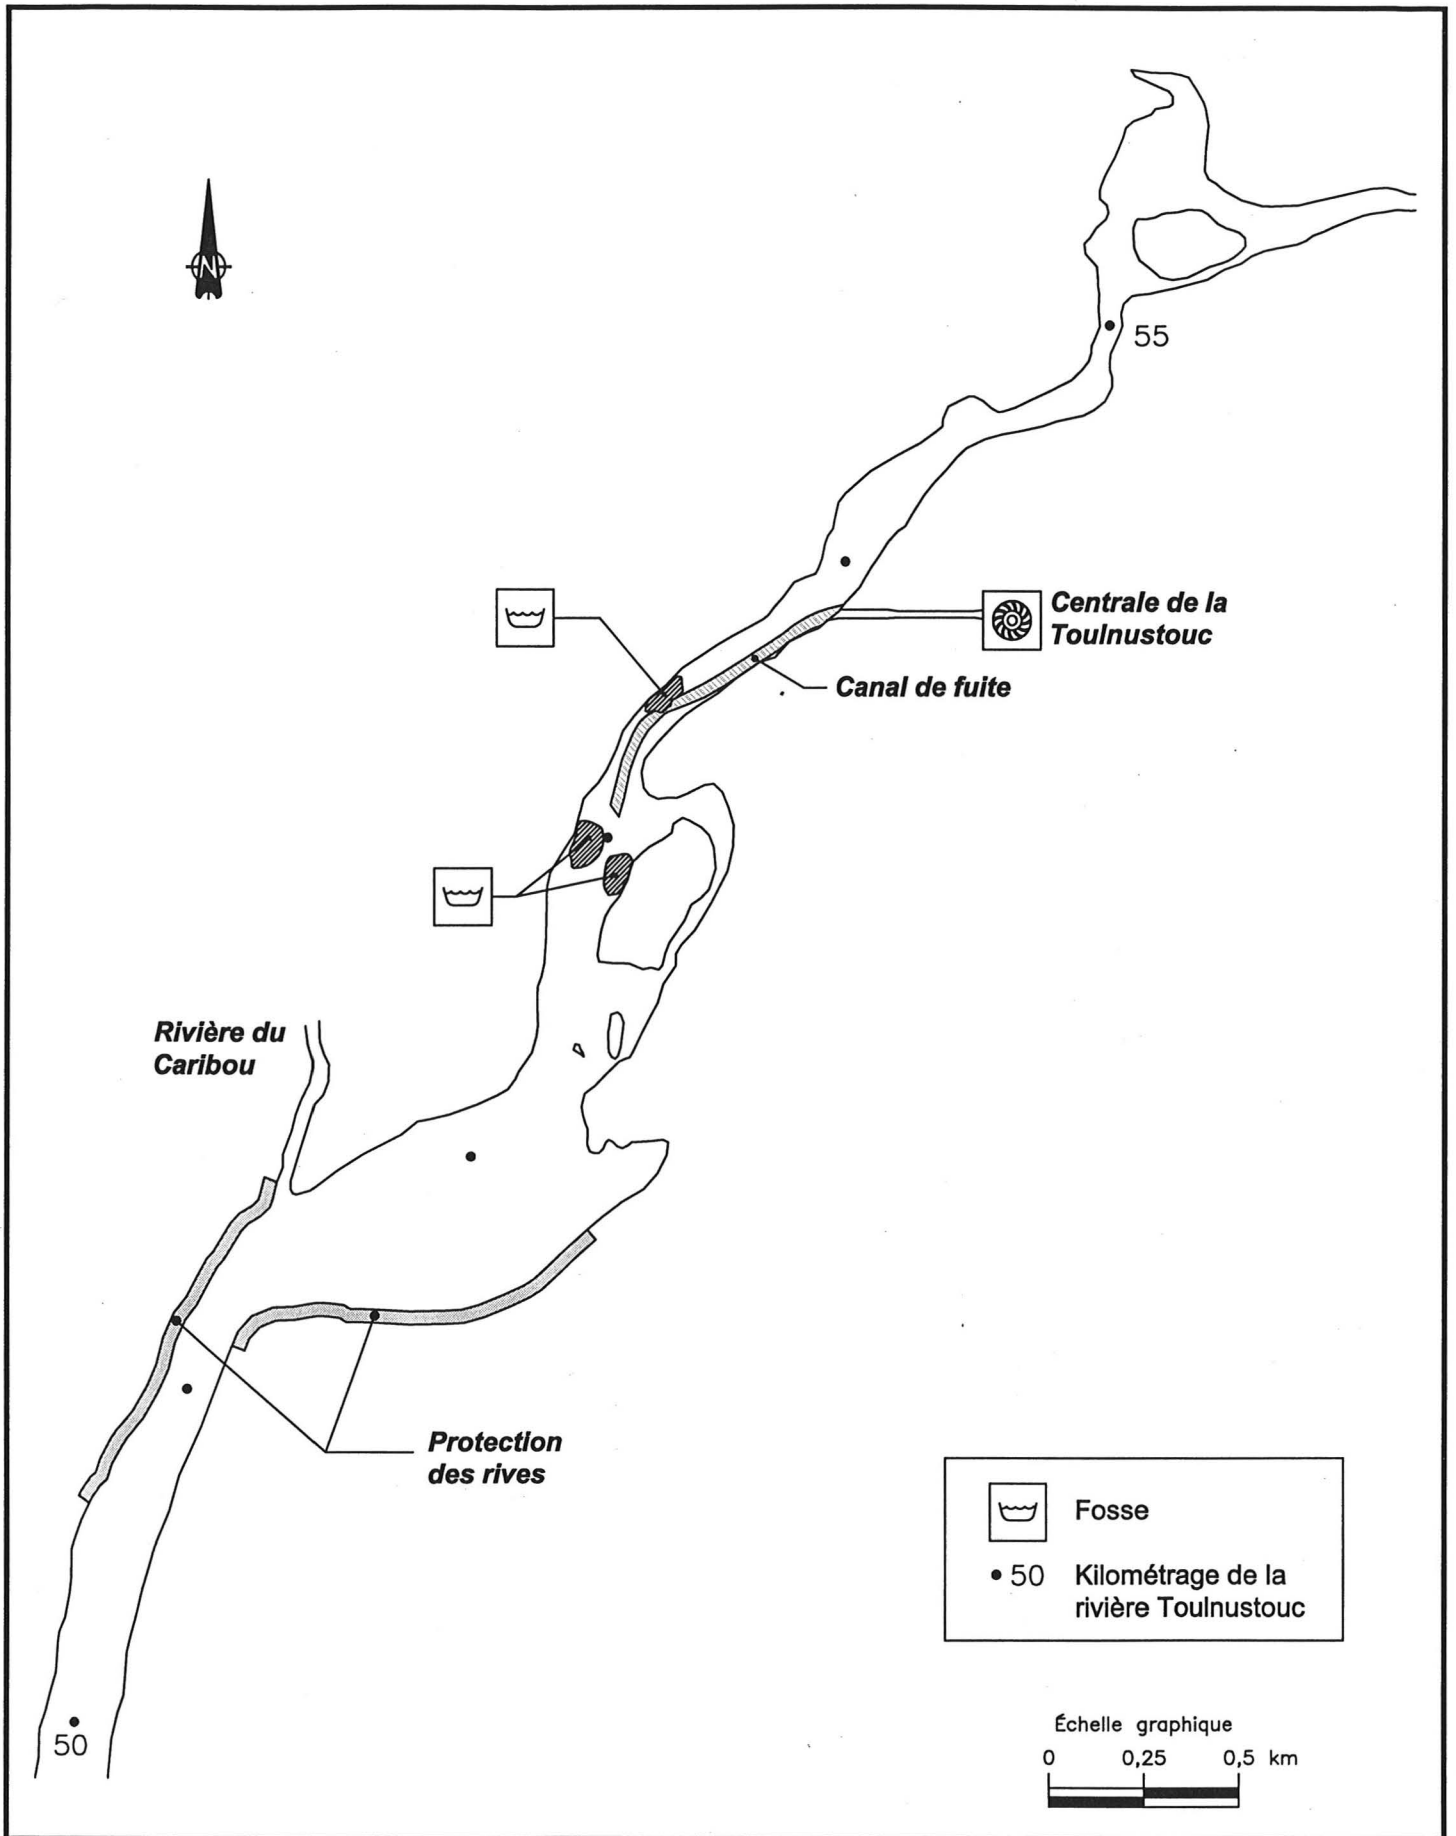 N
55
Centrale de la
Toulnustouc
Canal de fuite
Rivière du
Caribou
Protection
des rives
Fosse
50 Kilométrage de la
rivière Toulnustouc
50
Échelle graphique
0 0,25 0,5 km